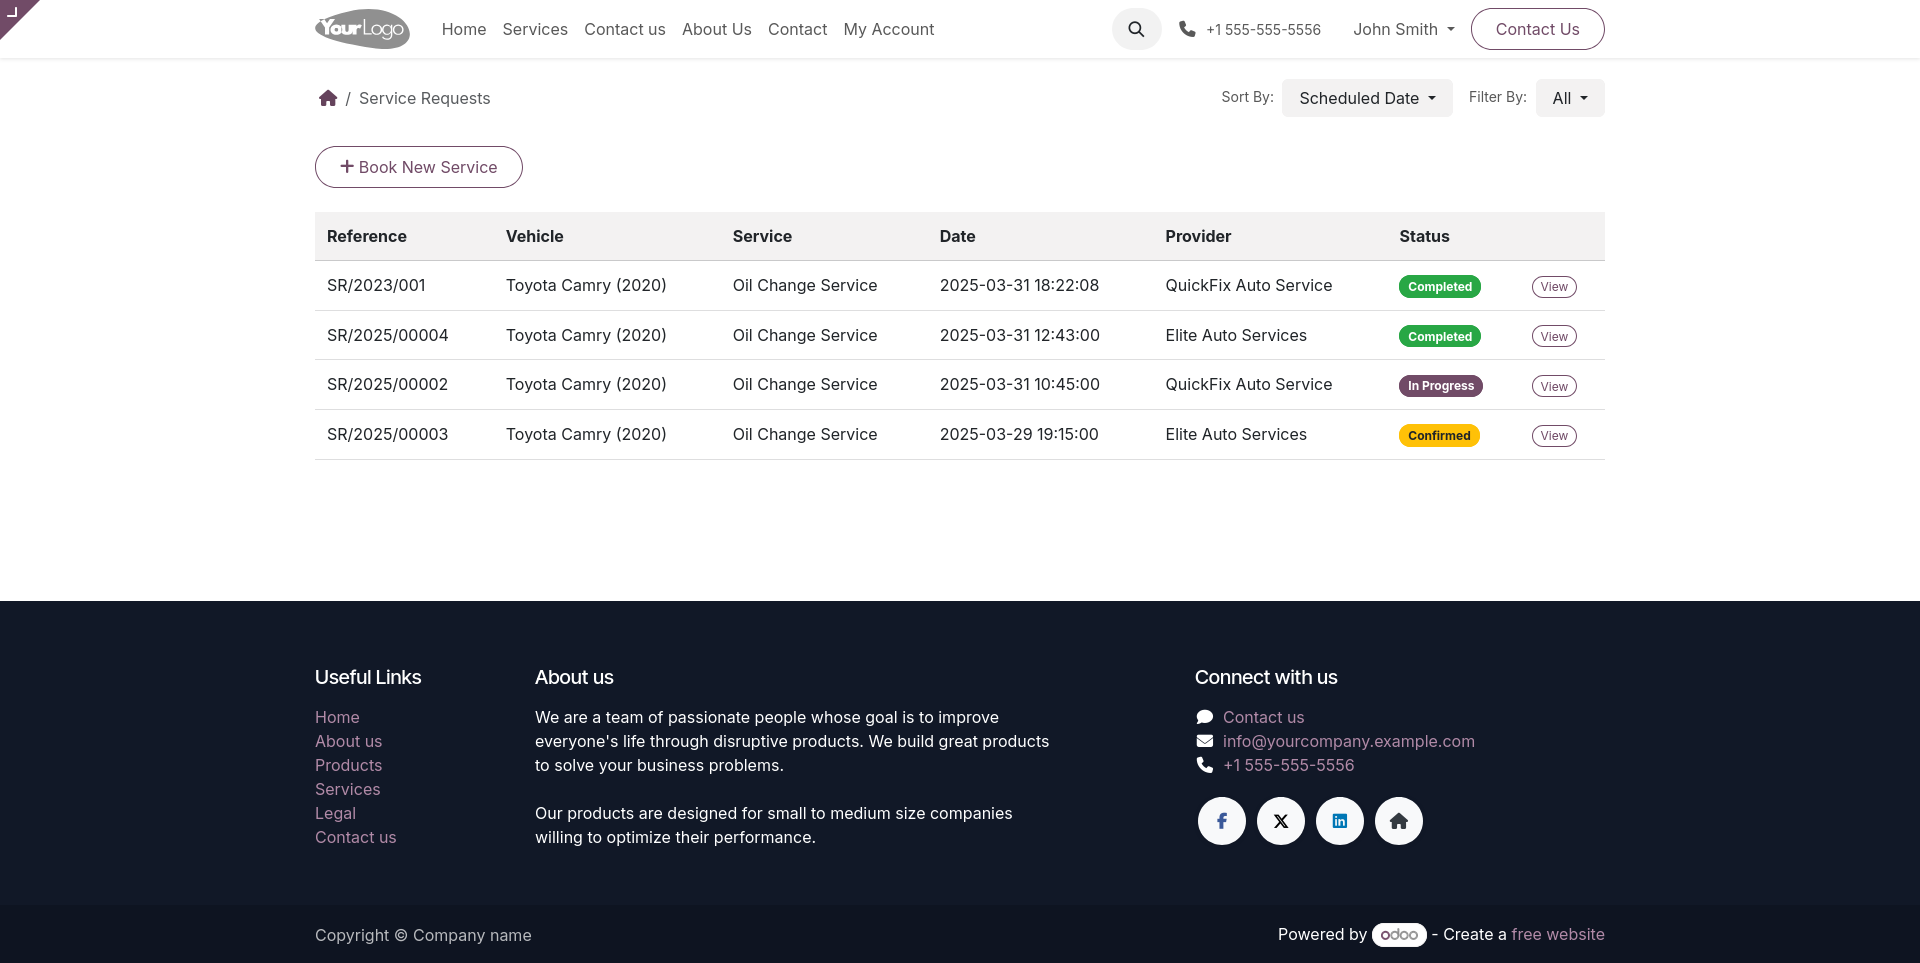 YourLogo
Home Services Contact us About Us Contact My Account
+1 555-555-5556
John Smith
Contact Us
/ Service Requests
Sort By: Scheduled Date Filter By: All
+ Book New Service
Reference Vehicle Service Date Provider Status
SR/2023/001 Toyota Camry (2020) Oil Change Service 2025-03-31 18:22:08 QuickFix Auto Service Completed View
SR/2025/00004 Toyota Camry (2020) Oil Change Service 2025-03-31 12:43:00 Elite Auto Services Completed View
SR/2025/00002 Toyota Camry (2020) Oil Change Service 2025-03-31 10:45:00 QuickFix Auto Service In Progress View
SR/2025/00003 Toyota Camry (2020) Oil Change Service 2025-03-29 19:15:00 Elite Auto Services Confirmed View
Useful Links
Home
About us
Products
Services
Legal
Contact us
About us
We are a team of passionate people whose goal is to improve
everyone's life through disruptive products. We build great products
to solve your business problems.
Our products are designed for small to medium size companies
willing to optimize their performance.
Connect with us
Contact us
info@yourcompany.example.com
+1 555-555-5556
Copyright © Company name
Powered by odoo - Create a free website